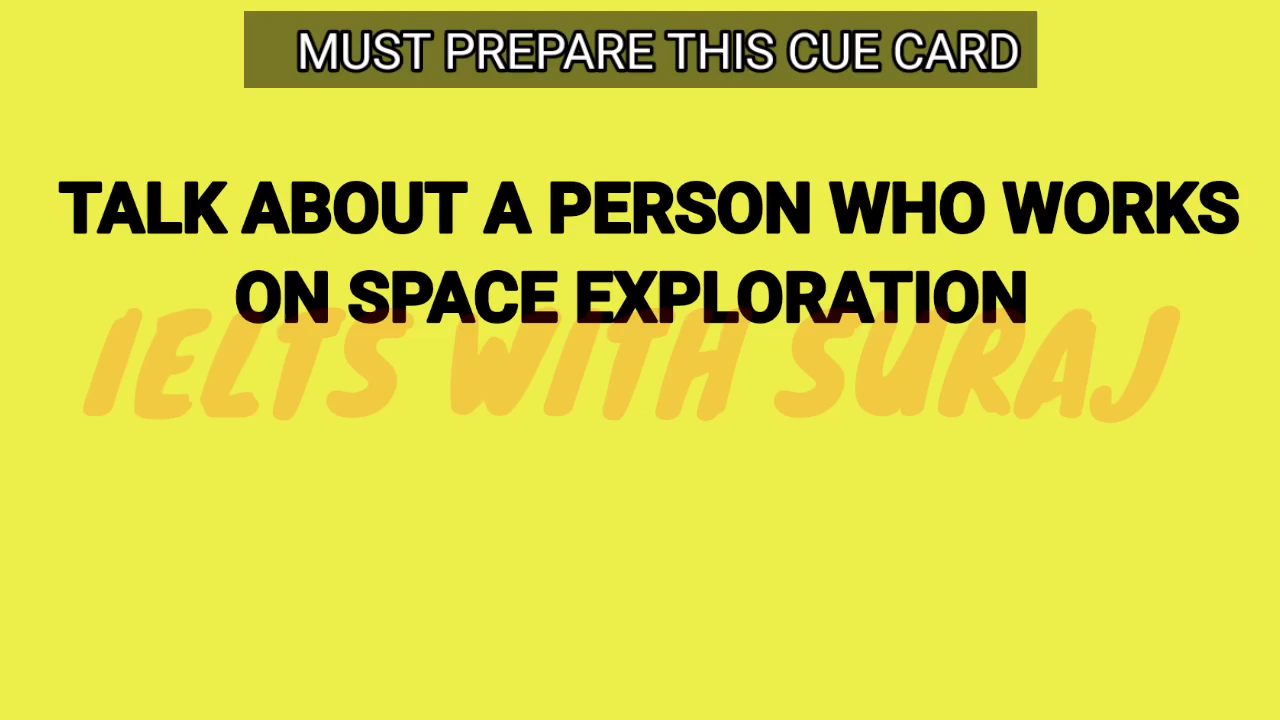 MUST PREPARE THIS CUE CARD
TALK ABOUT A PERSON WHO WORKS
ON SPACE EXPLORATION
IELTS WITH SURAJ